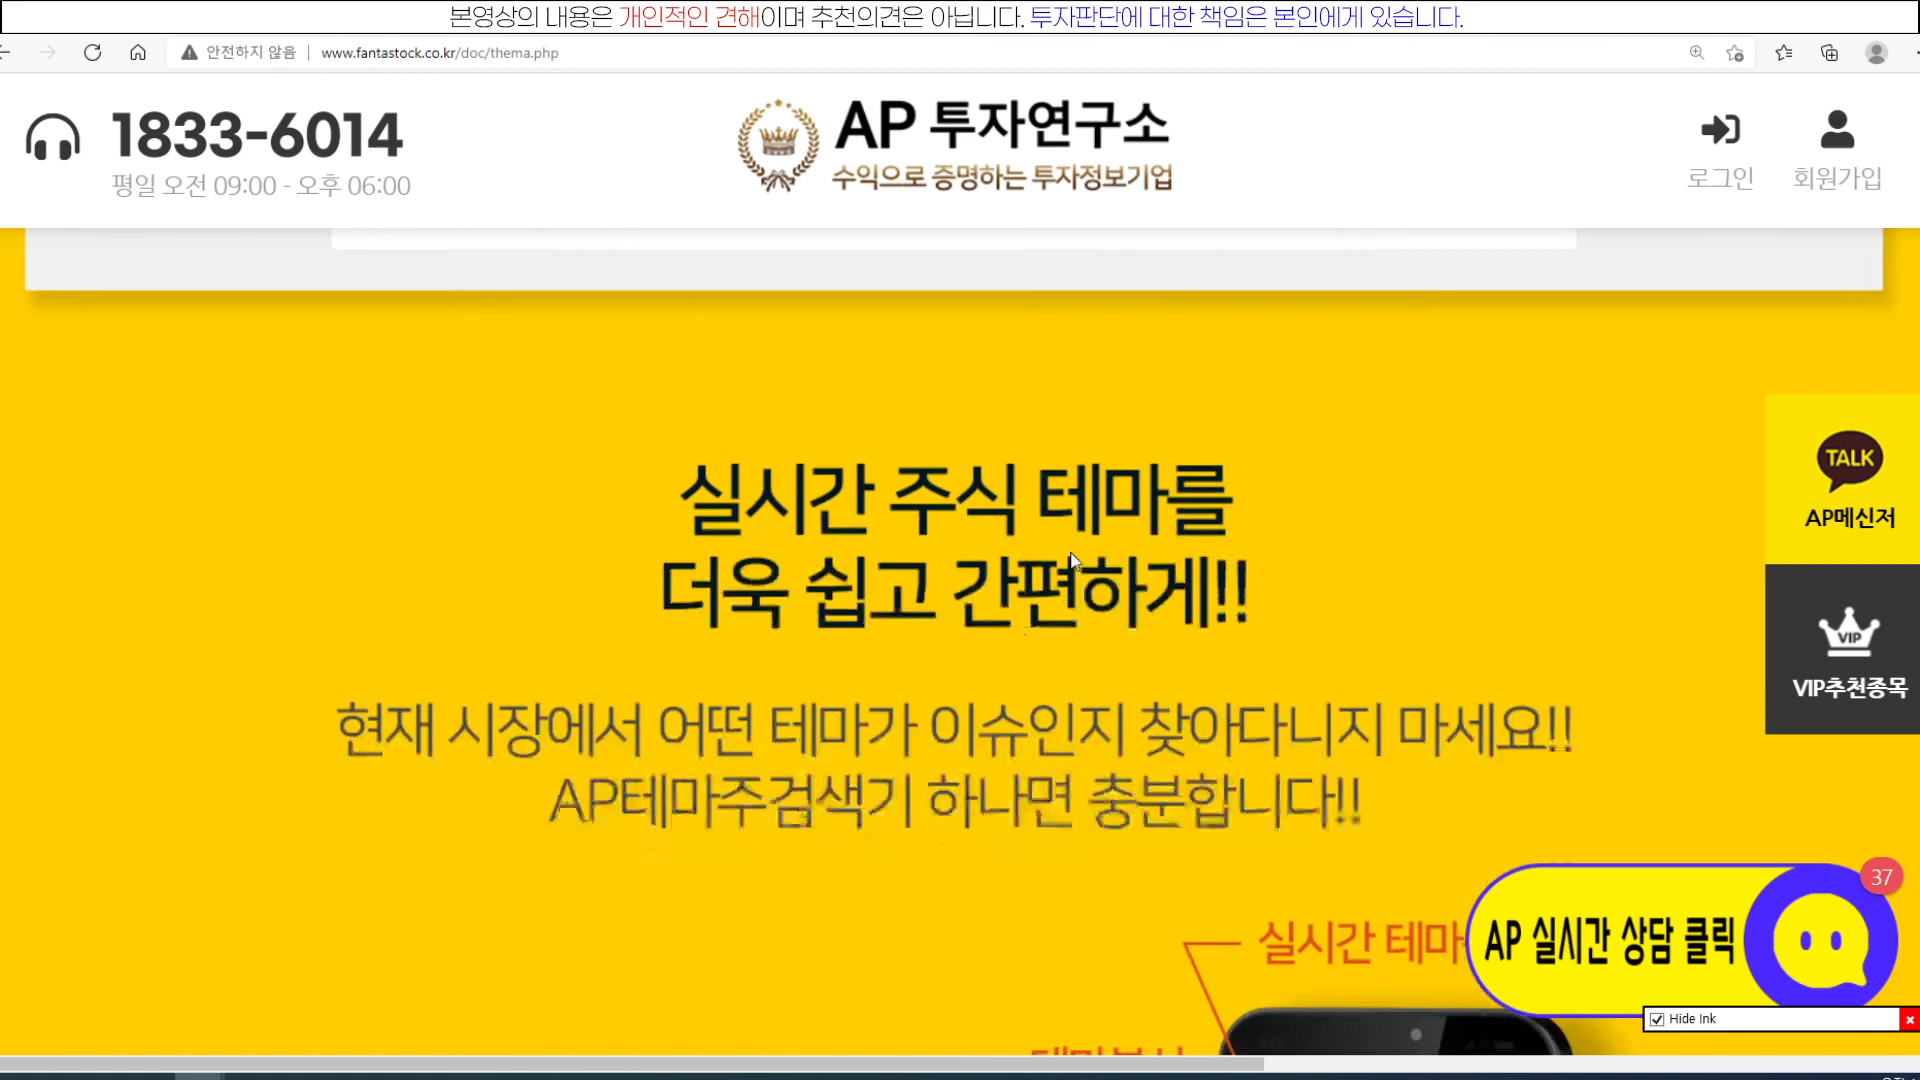 본영상의 내용은 개인적인 견해이며 추천의견은 아닙니다. 투자판단에 대한 책임은 본인에게 있습니다.
안전하지 않음 www.fantastock.co.kr/doc/thema.php
1833-6014
평일 오전 09:00 - 오후 06:00
AP 투자연구소
수익으로 증명하는 투자정보기업
로그인
회원가입
실시간 주식 테마를
더욱 쉽고 간편하게!!
TALK
AP메신저
VIP
VIP추천종목
현재 시장에서 어떤 테마가 이슈인지 찾아다니지 마세요!!
AP테마주검색기 하나면 충분합니다!!
37
실시간 테마
AP 실시간 상담 클릭
Hide Ink